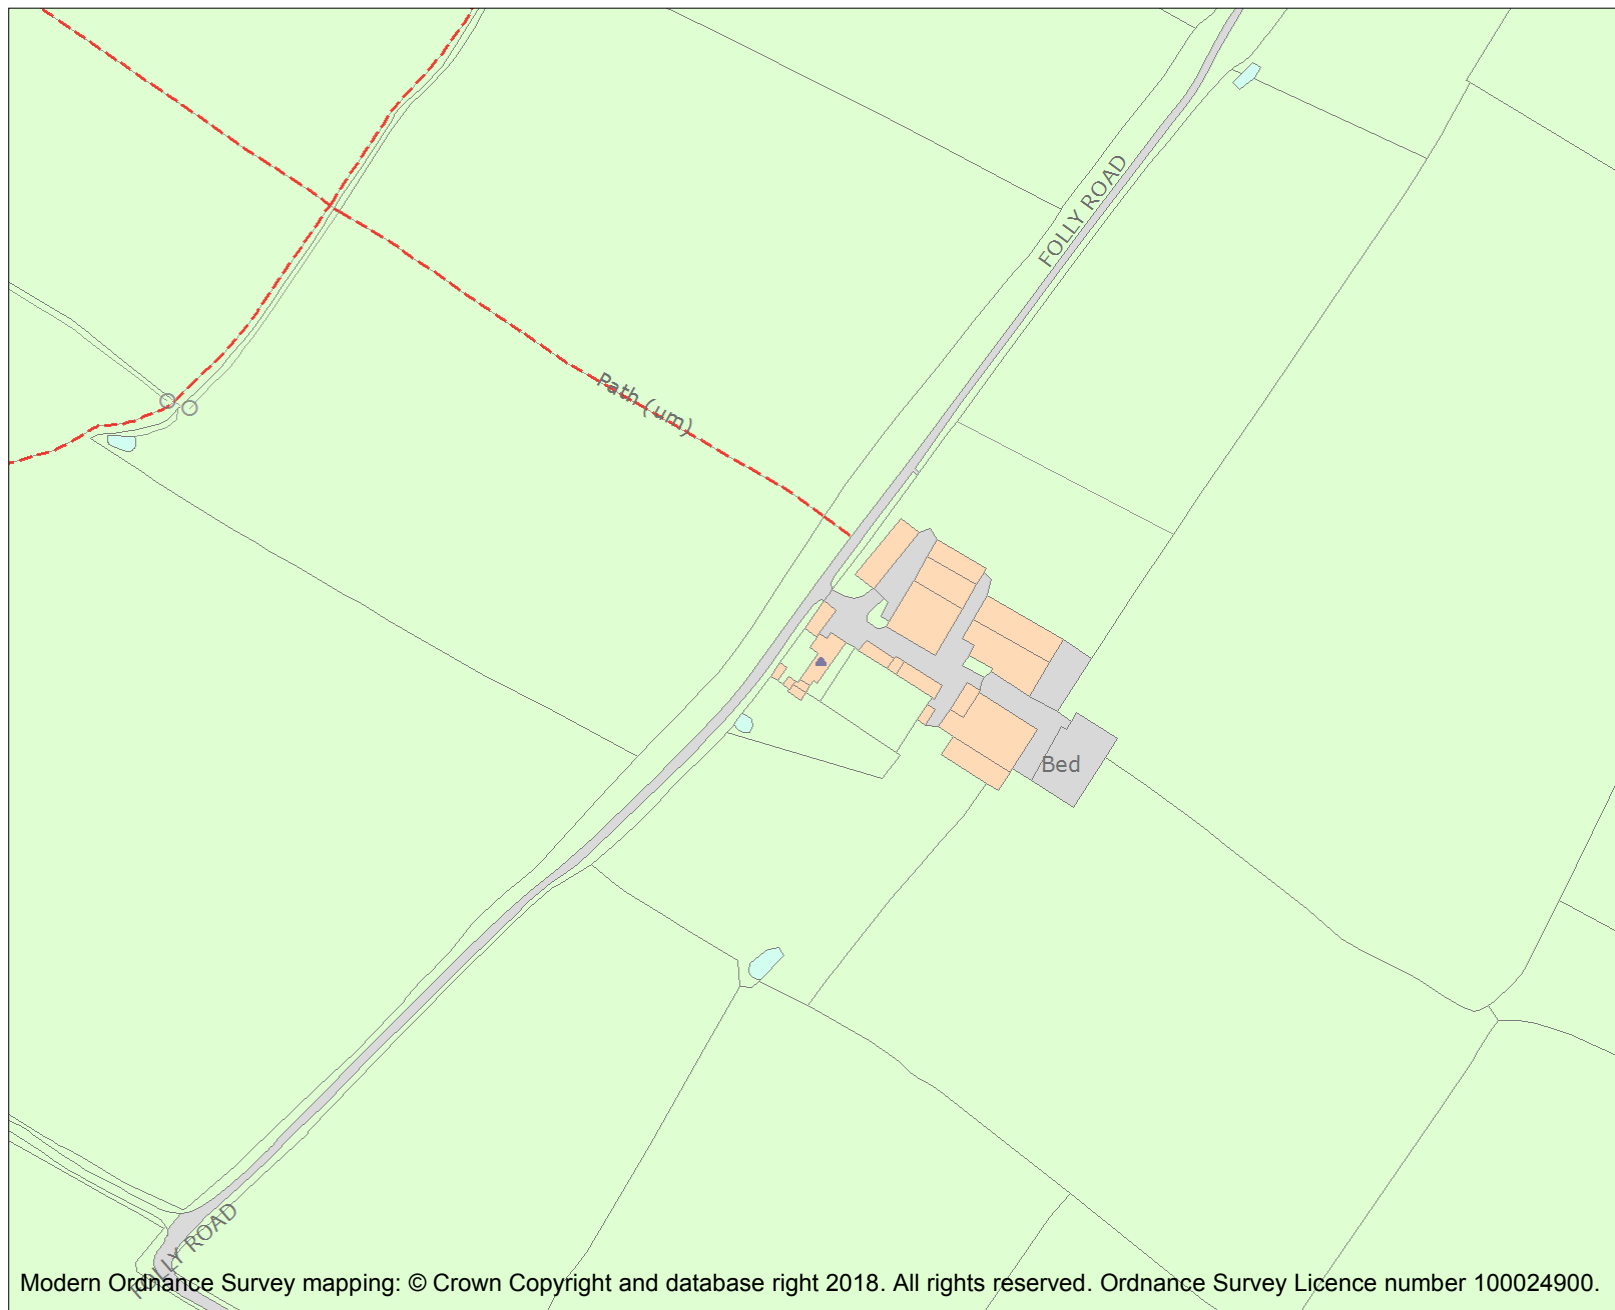 FOLLY ROAD
Path (um)
Bed
FOLLY ROAD
Modern Ordnance Survey mapping: © Crown Copyright and database right 2018. All rights reserved. Ordnance Survey Licence number 100024900.